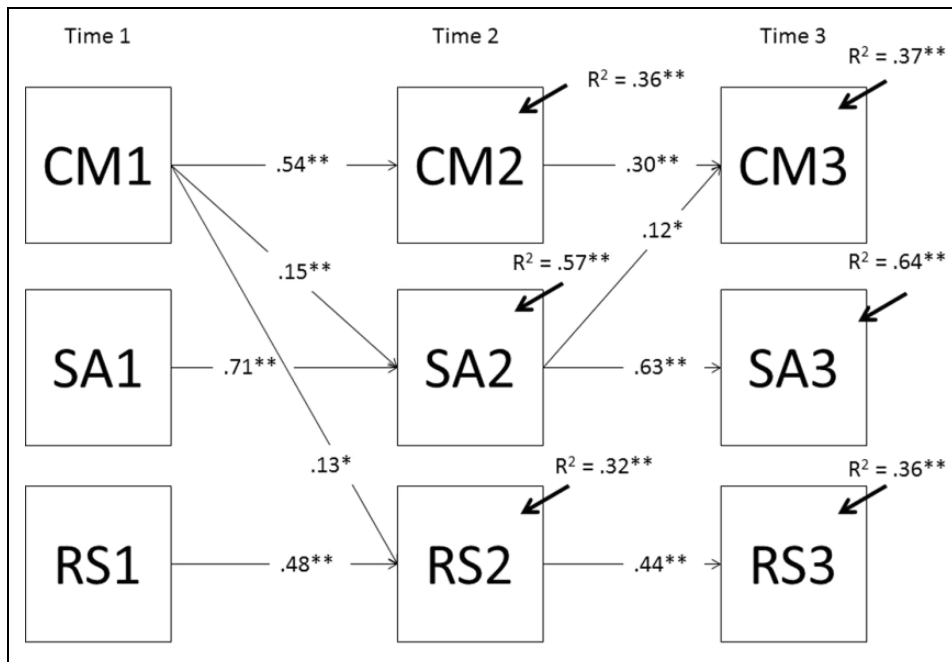 Time 1
Time 2
Time 3
R² = .36**
R² = .37**
CM1
.54**
CM2
.30**
CM3
.15**
.12*
R² = .57**
R² = .64**
SA1
.71**
SA2
.63**
SA3
.13*
R² = .32**
R² = .36**
RS1
.48**
RS2
.44**
RS3